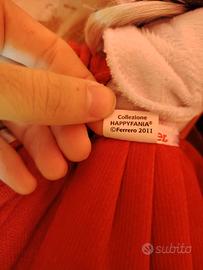 Collezione
HAPPYFANIA®
©Ferrero 2011
subito